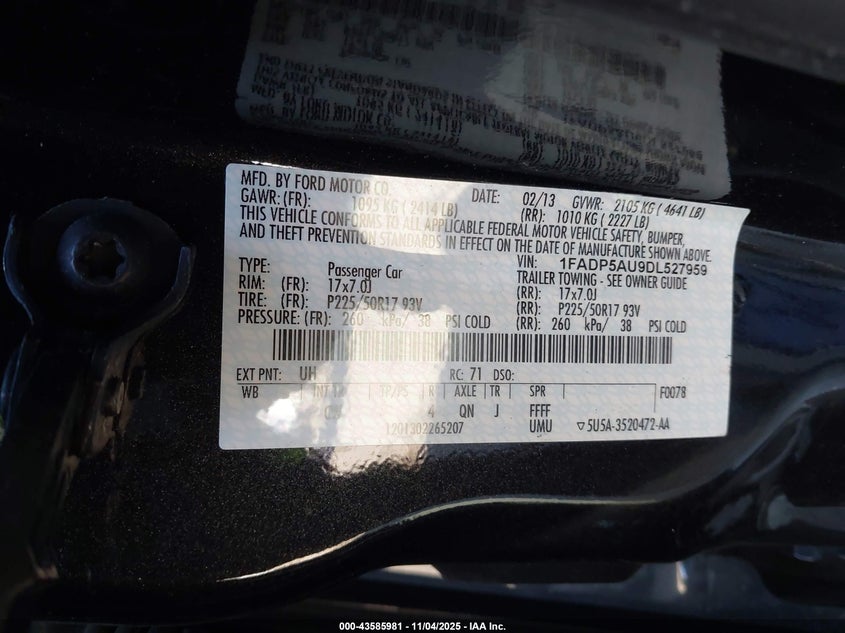 MFD. BY FORD MOTOR CO. DATE: 02/13 GVWR: 2105 KG ( 4641 LB)
GAWR: (FR): 1095 KG ( 2414 LB) (RR): 1010 KG ( 2227 LB)
THIS VEHICLE CONFORMS TO ALL APPLICABLE FEDERAL MOTOR VEHICLE SAFETY, BUMPER,
AND THEFT PREVENTION STANDARDS IN EFFECT ON THE DATE OF MANUFACTURE SHOWN ABOVE.
VIN: 1FADP5AU9DL527959
TYPE: Passenger Car TRAILER TOWING - SEE OWNER GUIDE
RIM: (FR): 17x7.0J (RR): 17x7.0J
TIRE: (FR): P225/50R17 93V (RR): P225/50R17 93V
PRESSURE: (FR): 260 kPa/ 38 PSI COLD (RR): 260 kPa/ 38 PSI COLD
EXT PNT: UH RC: 71 DSO:
WB INT TR TP/PS R AXLE TR SPR F0078
4 QN J FFFF
1201302265207 UMU ▽5U5A-3520472-AA
000-43585981 - 11/04/2025 - IAA Inc.